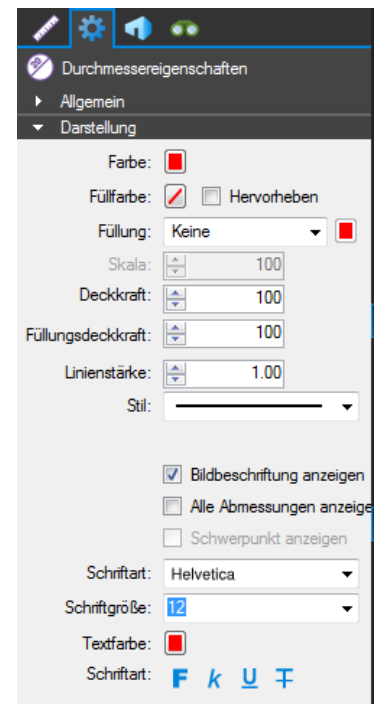 Durchmessereigenschaften
Allgemein
Darstellung
Farbe:
Füllfarbe: Hervorheben
Füllung: Keine
Skala: 100
Deckkraft: 100
Füllungsdeckkraft: 100
Linienstärke: 1.00
Stil:
Bildbeschriftung anzeigen
Alle Abmessungen anzeige
Schwerpunkt anzeigen
Schriftart: Helvetica
Schriftgröße: 12
Textfarbe:
Schriftart: F k U T